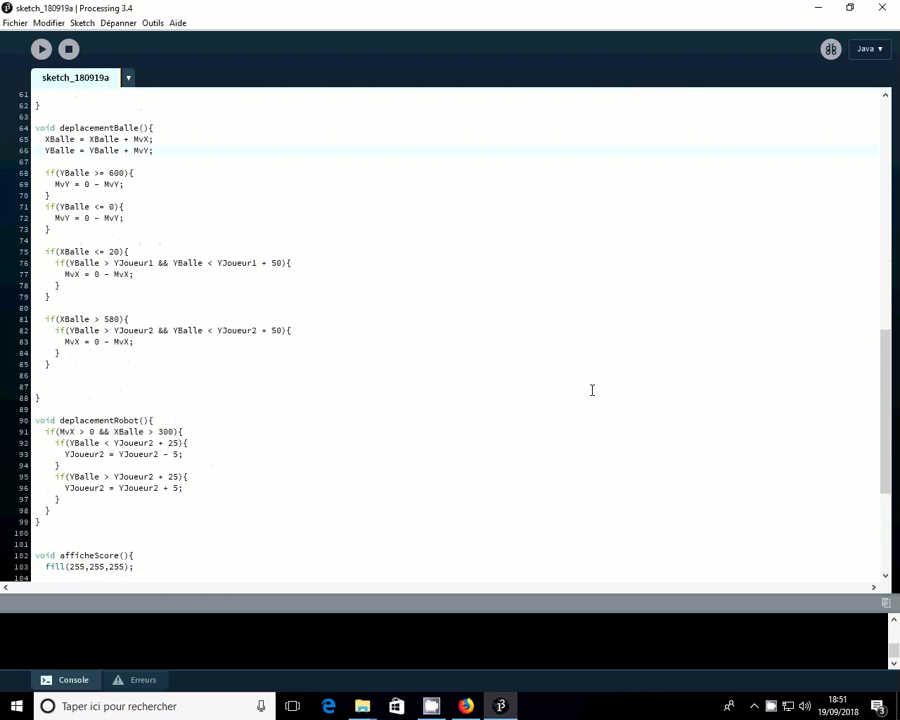 sketch_180919a | Processing 3.4
Fichier Modifier Sketch Dépanner Outils Aide
Java ▾
sketch_180919a ▾
61
62 }
63
64 void deplacementBalle(){
65 XBalle = XBalle + MvX;
66 YBalle = YBalle + MvY;
67
68 if(YBalle >= 600){
69 MvY = 0 - MvY;
70 }
71 if(YBalle <= 0){
72 MvY = 0 - MvY;
73 }
74
75 if(XBalle <= 20){
76 if(YBalle > YJoueur1 && YBalle < YJoueur1 + 50){
77 MvX = 0 - MvX;
78 }
79 }
80
81 if(XBalle > 580){
82 if(YBalle > YJoueur2 && YBalle < YJoueur2 + 50){
83 MvX = 0 - MvX;
84 }
85 }
86
87
88 }
89
90 void deplacementRobot(){
91 if(MvX > 0 && XBalle > 300){
92 if(YBalle < YJoueur2 + 25){
93 YJoueur2 = YJoueur2 - 5;
94 }
95 if(YBalle > YJoueur2 + 25){
96 YJoueur2 = YJoueur2 + 5;
97 }
98 }
99 }
100
101
102 void afficheScore(){
103 fill(255,255,255);
104
Console Erreurs
Taper ici pour rechercher
18:51
19/09/2018
3